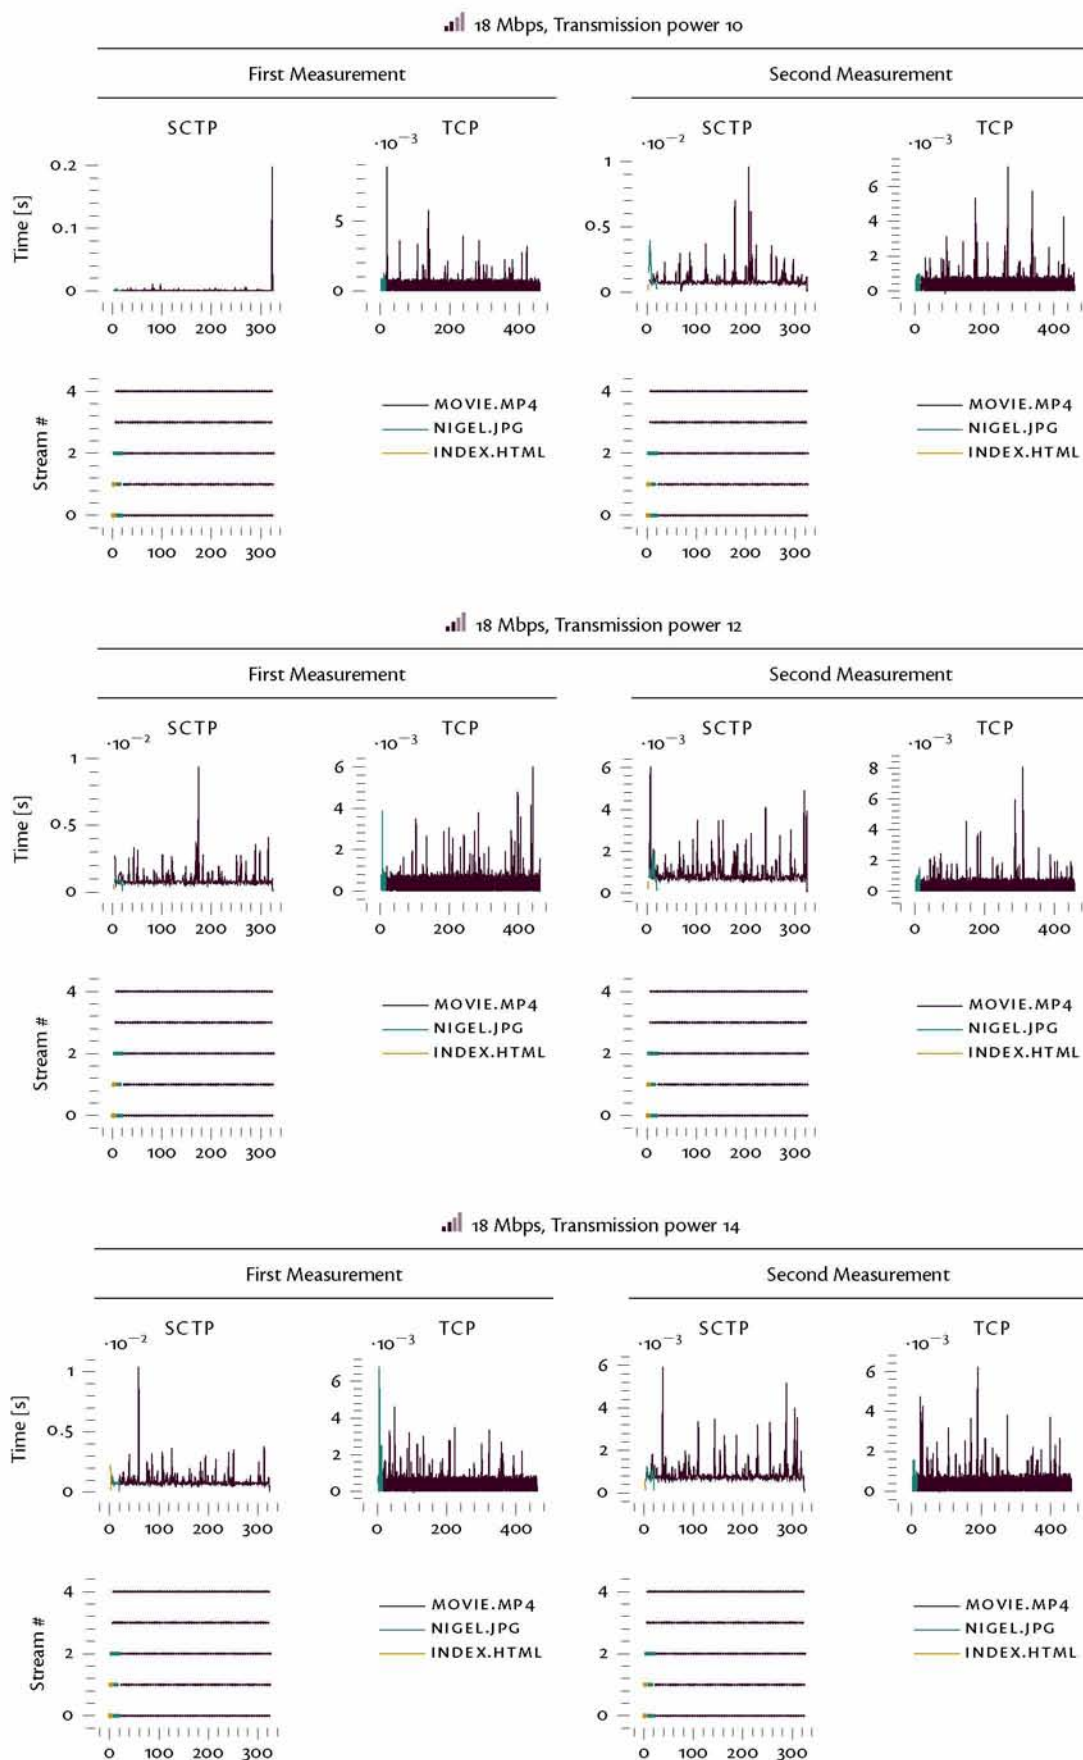 18 Mbps, Transmission power 10
First Measurement Second Measurement
SCTP TCP SCTP TCP
·10⁻³ ·10⁻² ·10⁻³
Time [s]
0.2
0.1
0
5
0
1
0.5
0
6
4
2
0
0 100 200 300 0 200 400 0 100 200 300 0 200 400
Stream #
4
2
0
MOVIE.MP4
NIGEL.JPG
INDEX.HTML
4
2
0
MOVIE.MP4
NIGEL.JPG
INDEX.HTML
0 100 200 300 0 100 200 300
18 Mbps, Transmission power 12
First Measurement Second Measurement
SCTP TCP SCTP TCP
·10⁻² ·10⁻³ ·10⁻³ ·10⁻³
Time [s]
1
0.5
0
6
4
2
0
6
4
2
0
8
6
4
2
0
0 100 200 300 0 200 400 0 100 200 300 0 200 400
Stream #
4
2
0
MOVIE.MP4
NIGEL.JPG
INDEX.HTML
4
2
0
MOVIE.MP4
NIGEL.JPG
INDEX.HTML
0 100 200 300 0 100 200 300
18 Mbps, Transmission power 14
First Measurement Second Measurement
SCTP TCP SCTP TCP
·10⁻² ·10⁻³ ·10⁻³ ·10⁻³
Time [s]
1
0.5
0
6
4
2
0
6
4
2
0
6
4
2
0
0 100 200 300 0 200 400 0 100 200 300 0 200 400
Stream #
4
2
0
MOVIE.MP4
NIGEL.JPG
INDEX.HTML
4
2
0
MOVIE.MP4
NIGEL.JPG
INDEX.HTML
0 100 200 300 0 100 200 300